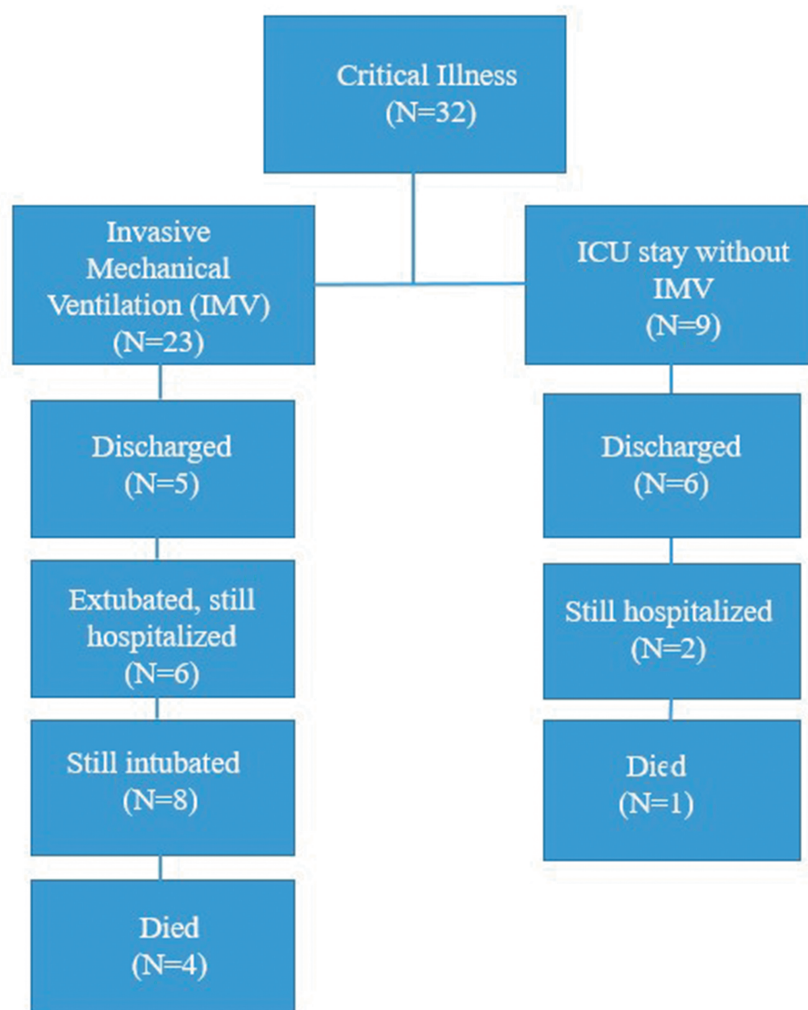 Critical Illness
(N=32)
Invasive
Mechanical
Ventilation (IMV)
(N=23)
Discharged
(N=5)
Extubated, still
hospitalized
(N=6)
Still intubated
(N=8)
Died
(N=4)
ICU stay without
IMV
(N=9)
Discharged
(N=6)
Still hospitalized
(N=2)
Died
(N=1)